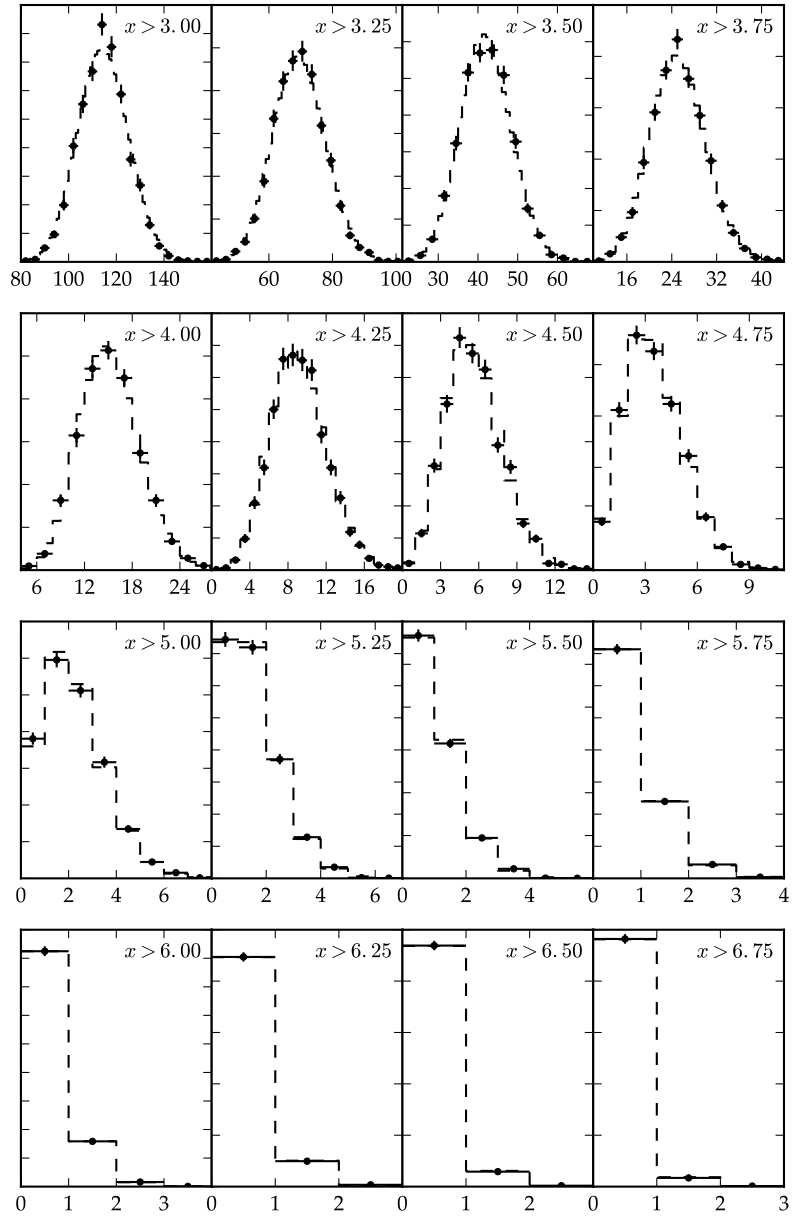 x > 3.00 x > 3.25 x > 3.50 x > 3.75
80 100 120 140 60 80 100 30 40 50 60 16 24 32 40
x > 4.00 x > 4.25 x > 4.50 x > 4.75
6 12 18 24 0 4 8 12 16 0 3 6 9 12 0 3 6 9
x > 5.00 x > 5.25 x > 5.50 x > 5.75
0 2 4 6 0 2 4 6 0 2 4 0 1 2 3 4
x > 6.00 x > 6.25 x > 6.50 x > 6.75
0 1 2 3 0 1 2 0 1 2 0 1 2 3